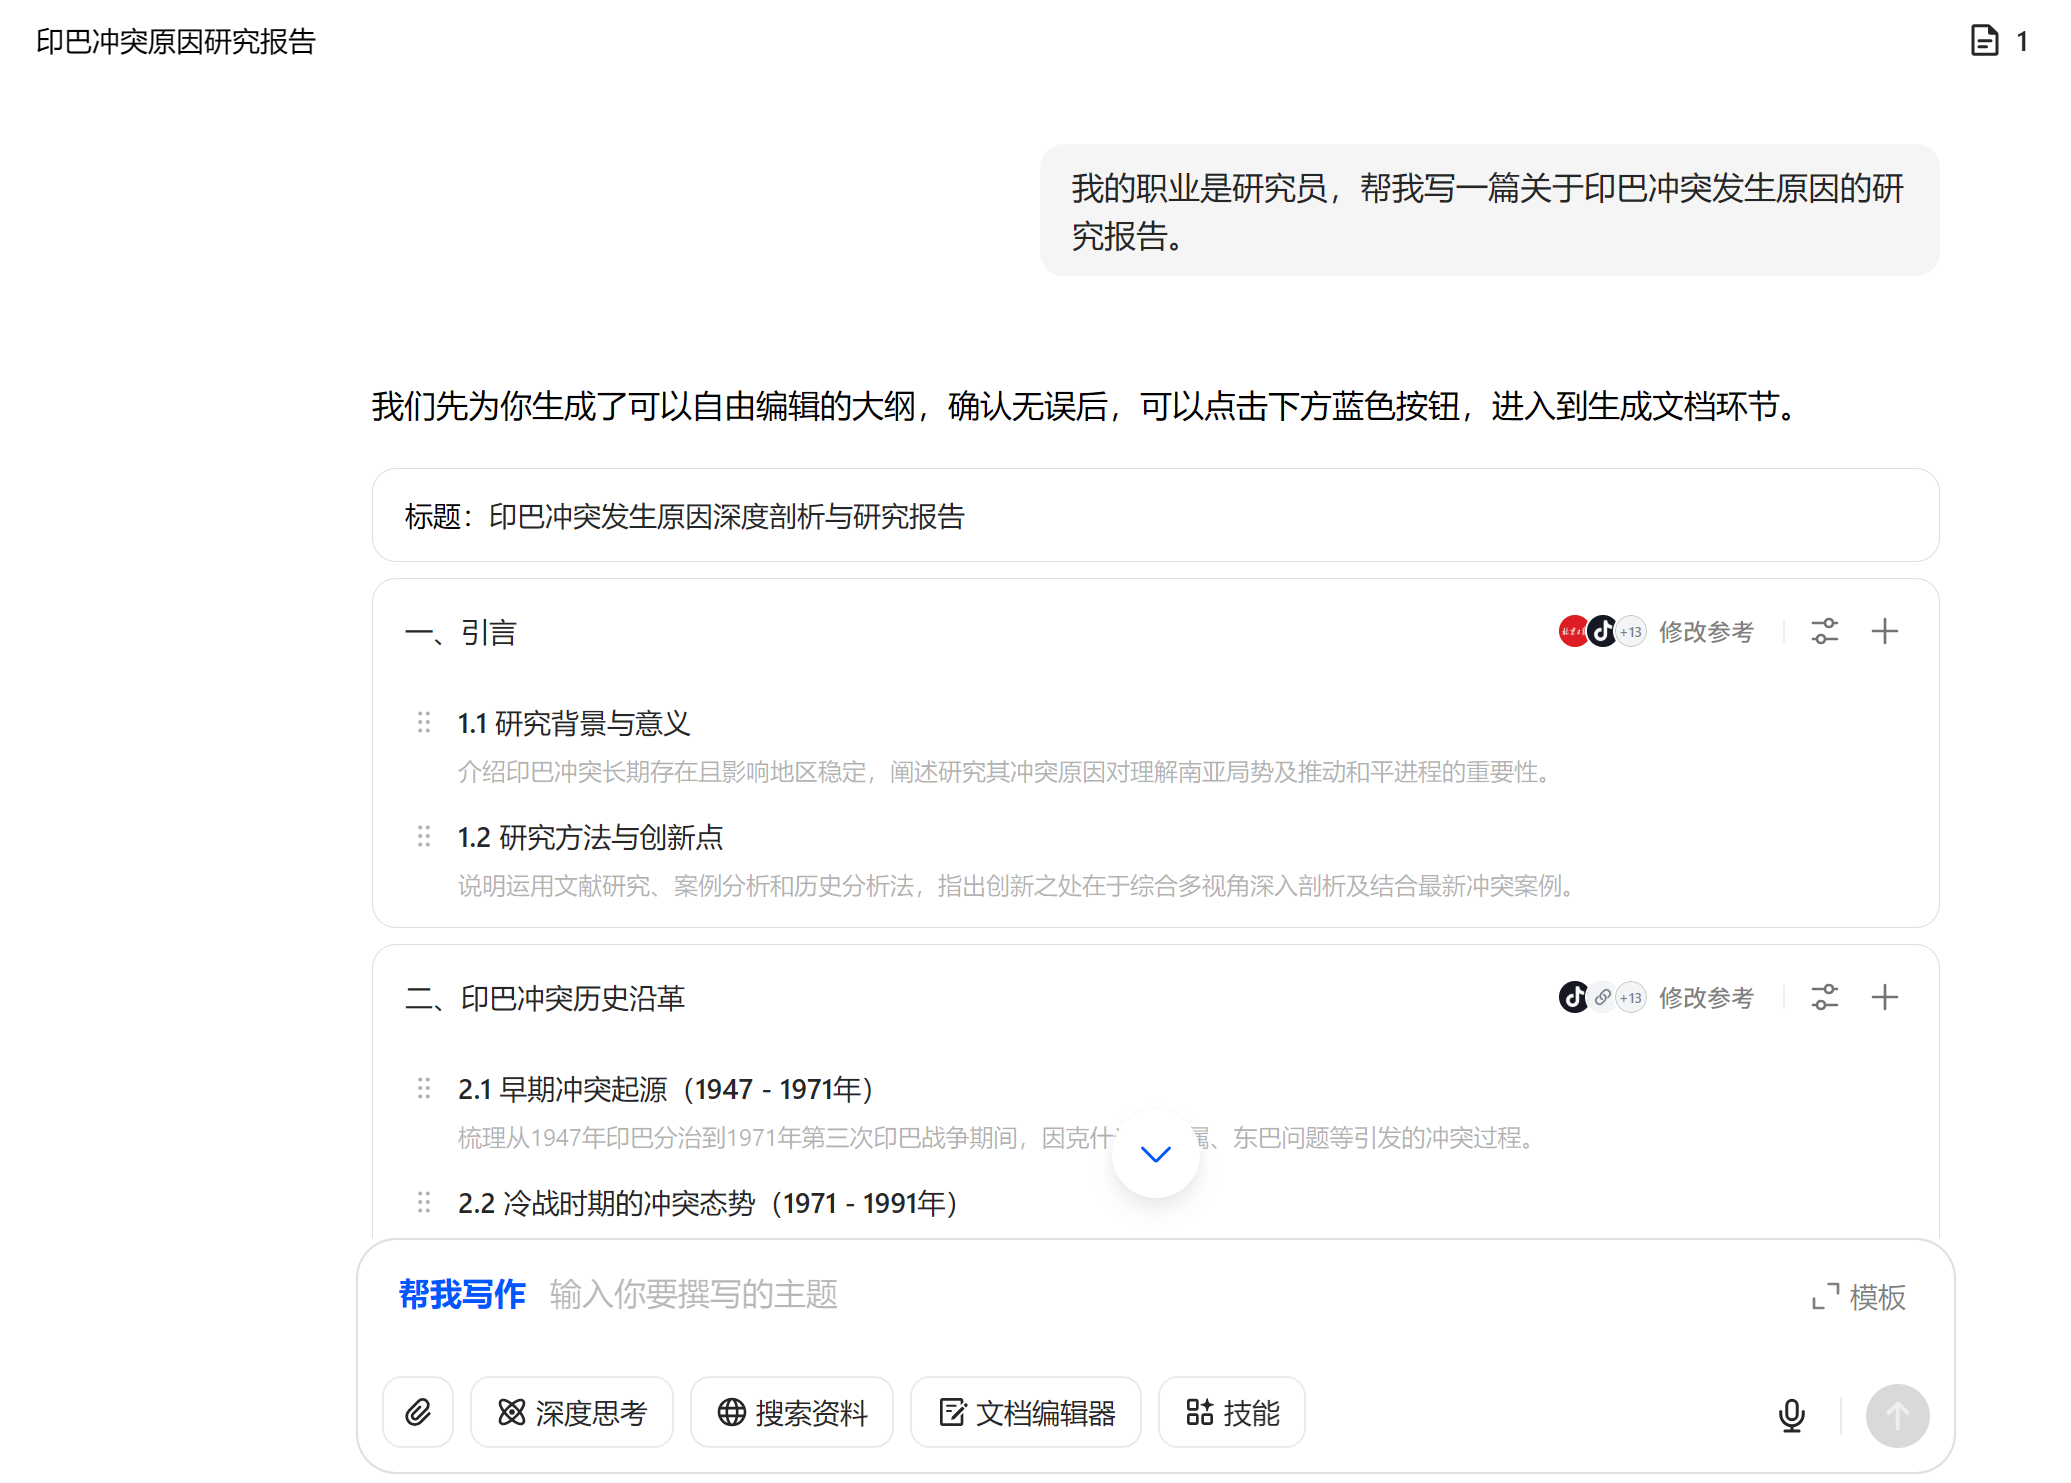 印巴冲突原因研究报告
1
我的职业是研究员，帮我写一篇关于印巴冲突发生原因的研
究报告。
我们先为你生成了可以自由编辑的大纲，确认无误后，可以点击下方蓝色按钮，进入到生成文档环节。
标题：印巴冲突发生原因深度剖析与研究报告
一、引言
+13 修改参考
1.1 研究背景与意义
介绍印巴冲突长期存在且影响地区稳定，阐述研究其冲突原因对理解南亚局势及推动和平进程的重要性。
1.2 研究方法与创新点
说明运用文献研究、案例分析和历史分析法，指出创新之处在于综合多视角深入剖析及结合最新冲突案例。
二、印巴冲突历史沿革
+13 修改参考
2.1 早期冲突起源（1947 - 1971年）
梳理从1947年印巴分治到1971年第三次印巴战争期间，因克什 属、东巴问题等引发的冲突过程。
2.2 冷战时期的冲突态势（1971 - 1991年）
帮我写作 输入你要撰写的主题
模板
深度思考 搜索资料 文档编辑器 技能